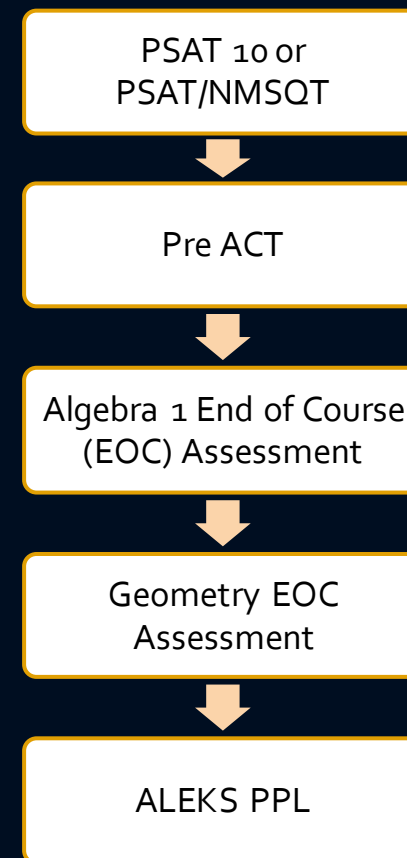 PSAT 10 or
PSAT/NMSQT
Pre ACT
Algebra 1 End of Course
(EOC) Assessment
Geometry EOC
Assessment
ALEKS PPL